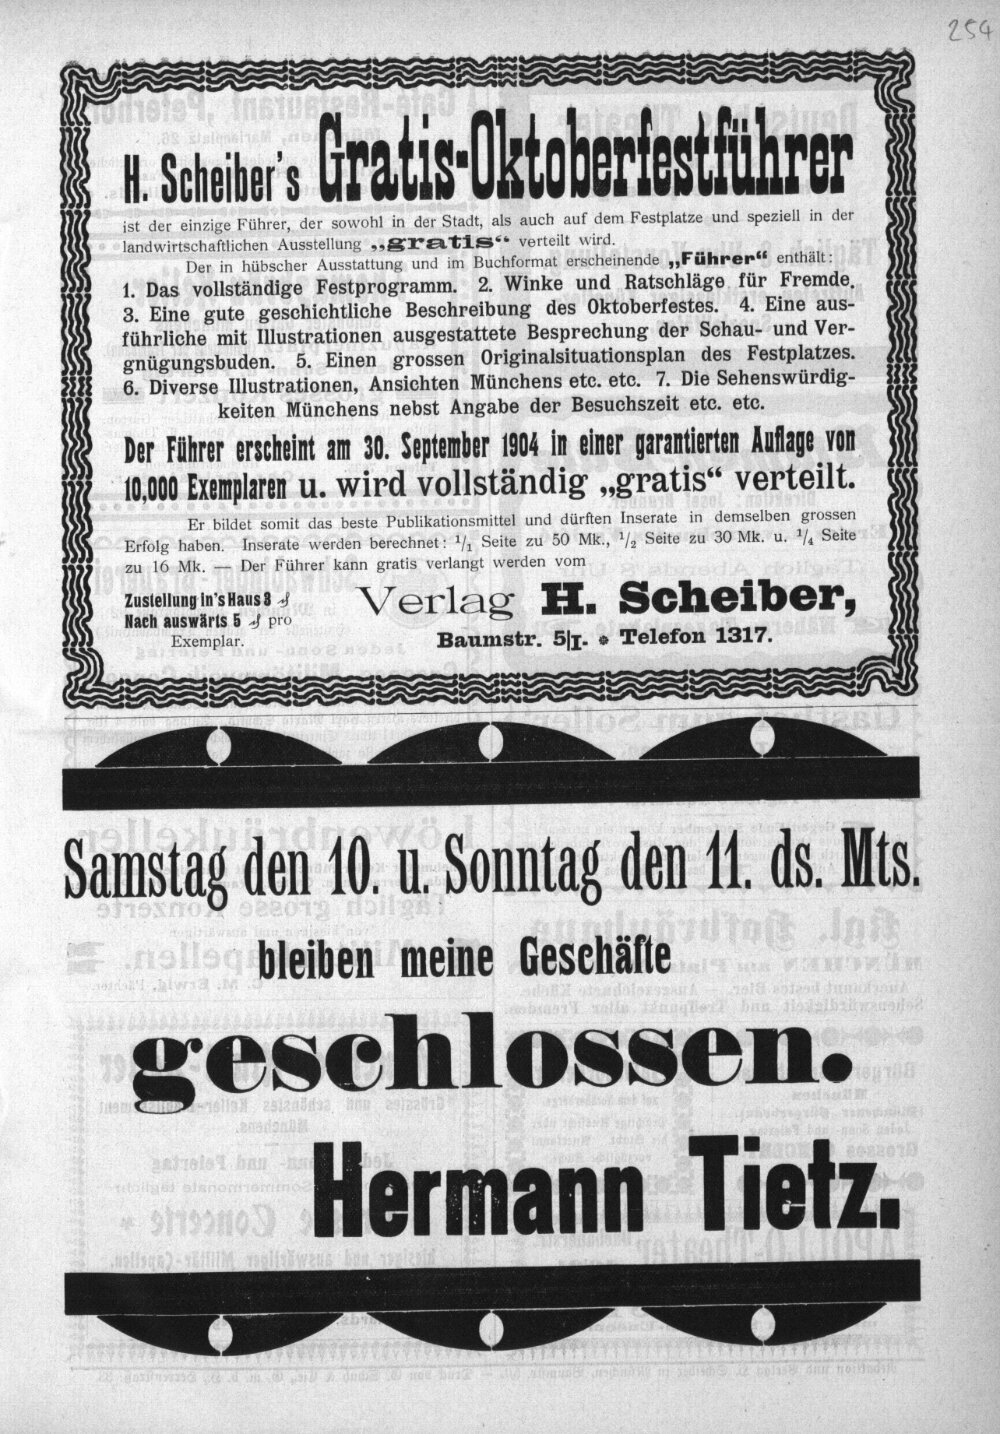 254
H. Scheiber's Gratis-Oktoberfestführer
ist der einzige Führer, der sowohl in der Stadt, als auch auf dem Festplatze und speziell in der
landwirtschaftlichen Ausstellung „gratis“ verteilt wird.
Der in hübscher Ausstattung und im Buchformat erscheinende „Führer“ enthält:
1. Das vollständige Festprogramm. 2. Winke und Ratschläge für Fremde.
3. Eine gute geschichtliche Beschreibung des Oktoberfestes. 4. Eine aus-
führliche mit Illustrationen ausgestattete Besprechung der Schau- und Ver-
gnügungsbuden. 5. Einen grossen Originalsituationsplan des Festplatzes.
6. Diverse Illustrationen, Ansichten Münchens etc. etc. 7. Die Sehenswürdig-
keiten Münchens nebst Angabe der Besuchszeit etc. etc.
Der Führer erscheint am 30. September 1904 in einer garantierten Auflage von
10,000 Exemplaren u. wird vollständig „gratis“ verteilt.
Er bildet somit das beste Publikationsmittel und dürften Inserate in demselben grossen
Erfolg haben. Inserate werden berechnet: 1/1 Seite zu 50 Mk., 1/2 Seite zu 30 Mk. u. 1/4 Seite
zu 16 Mk. — Der Führer kann gratis verlangt werden vom
Zustellung in's Haus 3 ₰
Nach auswärts 5 ₰ pro
Exemplar.
Verlag H. Scheiber,
Baumstr. 5/I. * Telefon 1317.
Samstag den 10. u. Sonntag den 11. ds. Mts.
bleiben meine Geschäfte
geschlossen.
Hermann Tietz.